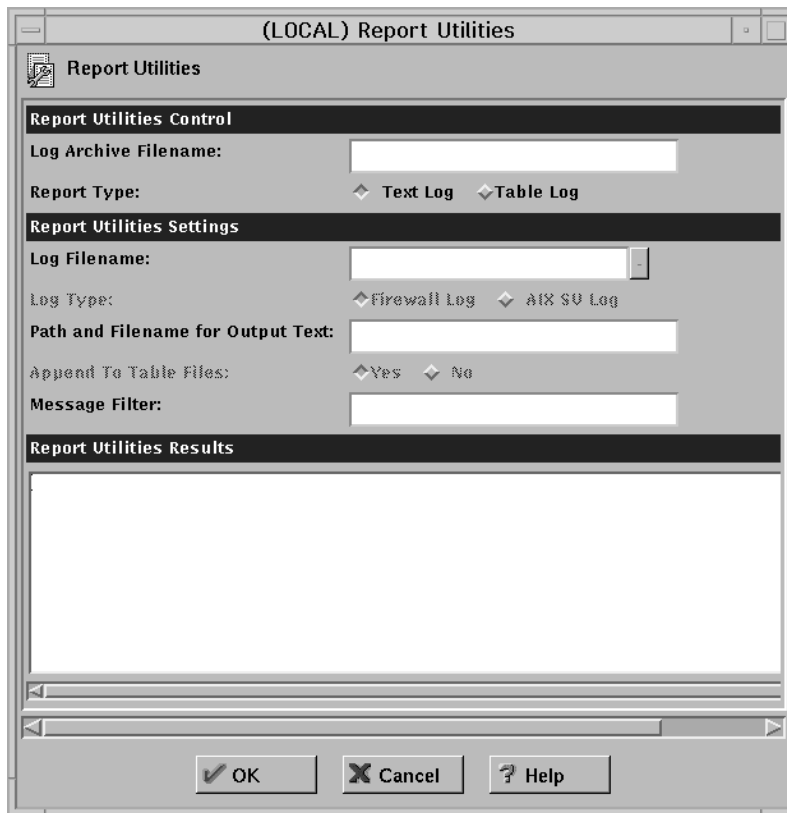 (LOCAL) Report Utilities
Report Utilities
Report Utilities Control
Log Archive Filename:
Report Type: Text Log Table Log
Report Utilities Settings
Log Filename:
Log Type: Firewall Log AIX SU Log
Path and Filename for Output Text:
Append To Table Files: Yes No
Message Filter:
Report Utilities Results
OK Cancel Help